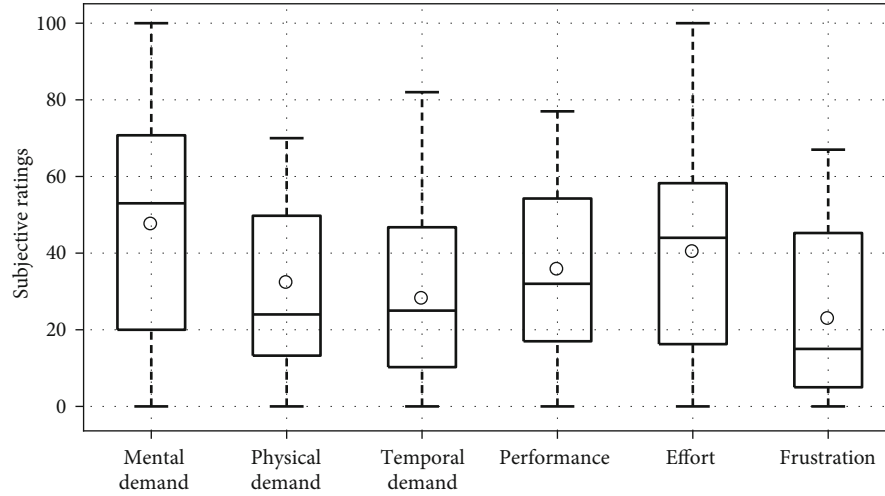 100
80
60
40
20
0
Subjective ratings
Mental
demand
Physical
demand
Temporal
demand
Performance
Effort
Frustration